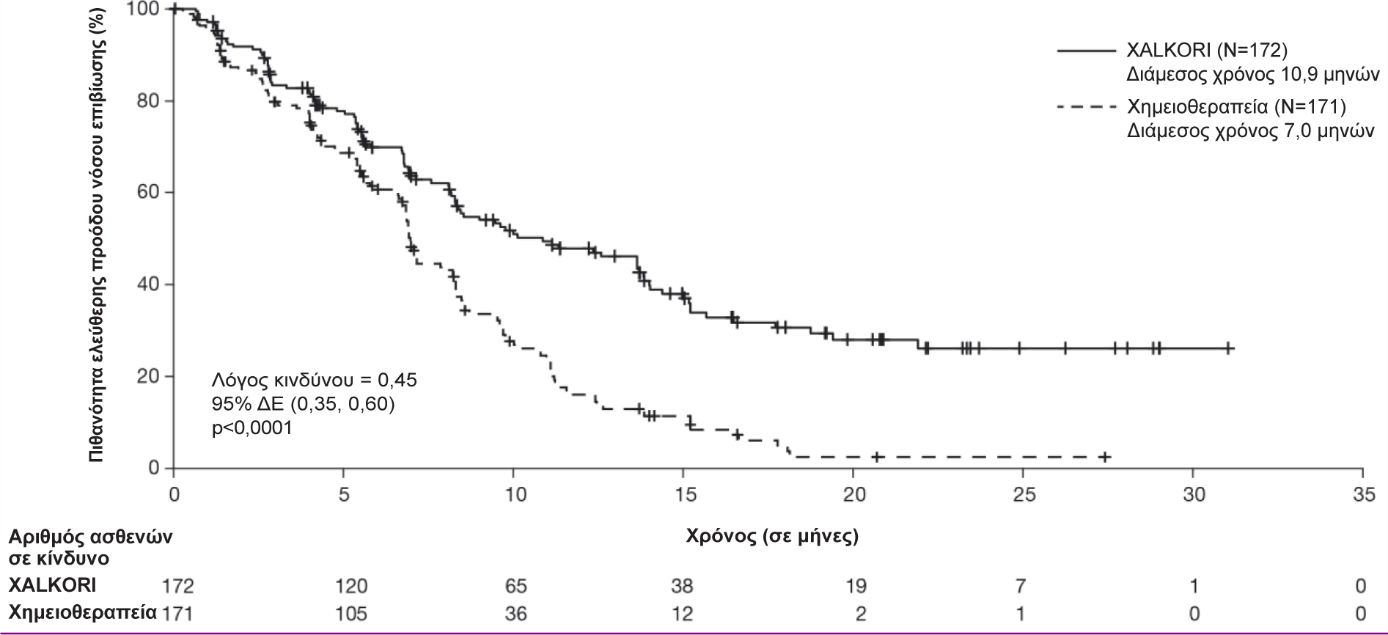 Πιθανότητα ελεύθερης προόδου νόσου επιβίωσης (%)
100
80
60
40
20
0
XALKORI (N=172)
Διάμεσος χρόνος 10,9 μηνών
Χημειοθεραπεία (N=171)
Διάμεσος χρόνος 7,0 μηνών
Λόγος κινδύνου = 0,45
95% ΔΕ (0,35, 0,60)
p<0,0001
0 5 10 15 20 25 30 35
Χρόνος (σε μήνες)
Αριθμός ασθενών
σε κίνδυνο
XALKORI 172 120 65 38 19 7 1 0
Χημειοθεραπεία 171 105 36 12 2 1 0 0